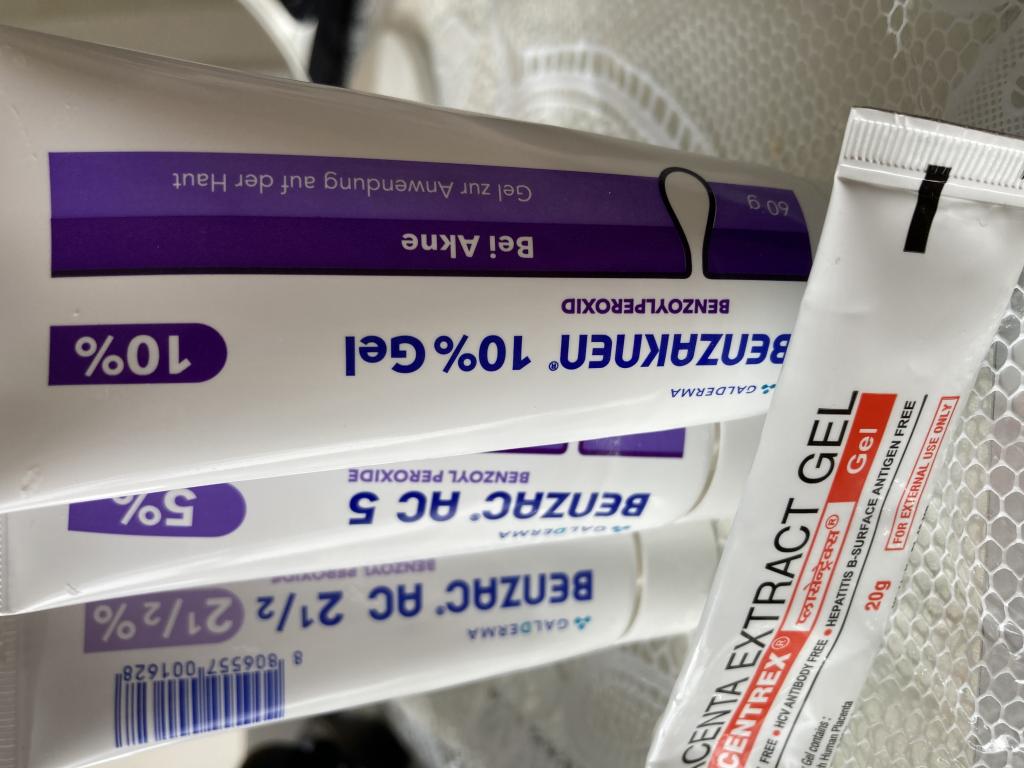 GALDERMA
BENZAKNEN® 10% Gel
BENZOYLPEROXID
10%
Bei Akne
Gel zur Anwendung auf der Haut
60 g
GALDERMA
BENZAC® AC 5
BENZOYL PEROXIDE
5%
GALDERMA
BENZAC® AC 2 1/2
BENZOYL PEROXIDE
2 1/2%
8 806557 001628
ACENTA EXTRACT GEL
CENTREX® प्लासेन्ट्रेक्स® Gel
FREE • HCV ANTIBODY FREE • HEPATITIS B-SURFACE ANTIGEN FREE
20g FOR EXTERNAL USE ONLY
Gel contains :
Human Placenta